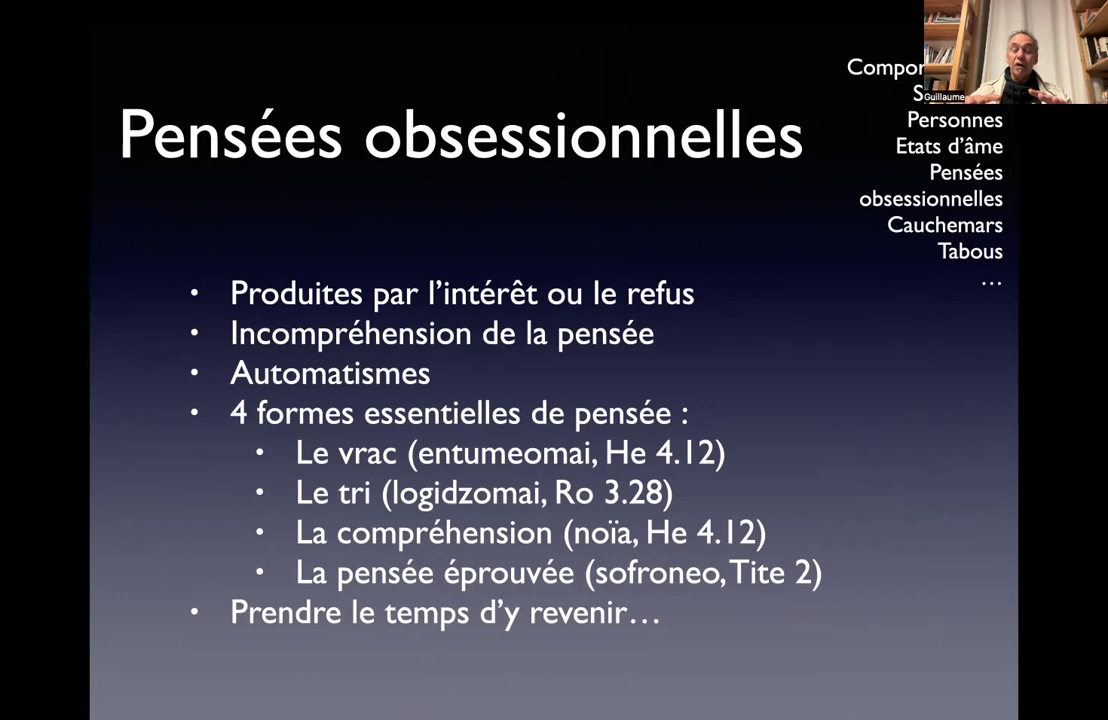 Guillaume
Personnes
Etats d’âme
Pensées
obsessionnelles
Cauchemars
Tabous
…
Pensées obsessionnelles
• Produites par l’intérêt ou le refus
• Incompréhension de la pensée
• Automatismes
• 4 formes essentielles de pensée :
• Le vrac (entumeomai, He 4.12)
• Le tri (logidzomai, Ro 3.28)
• La compréhension (noïa, He 4.12)
• La pensée éprouvée (sofroneo, Tite 2)
• Prendre le temps d’y revenir…